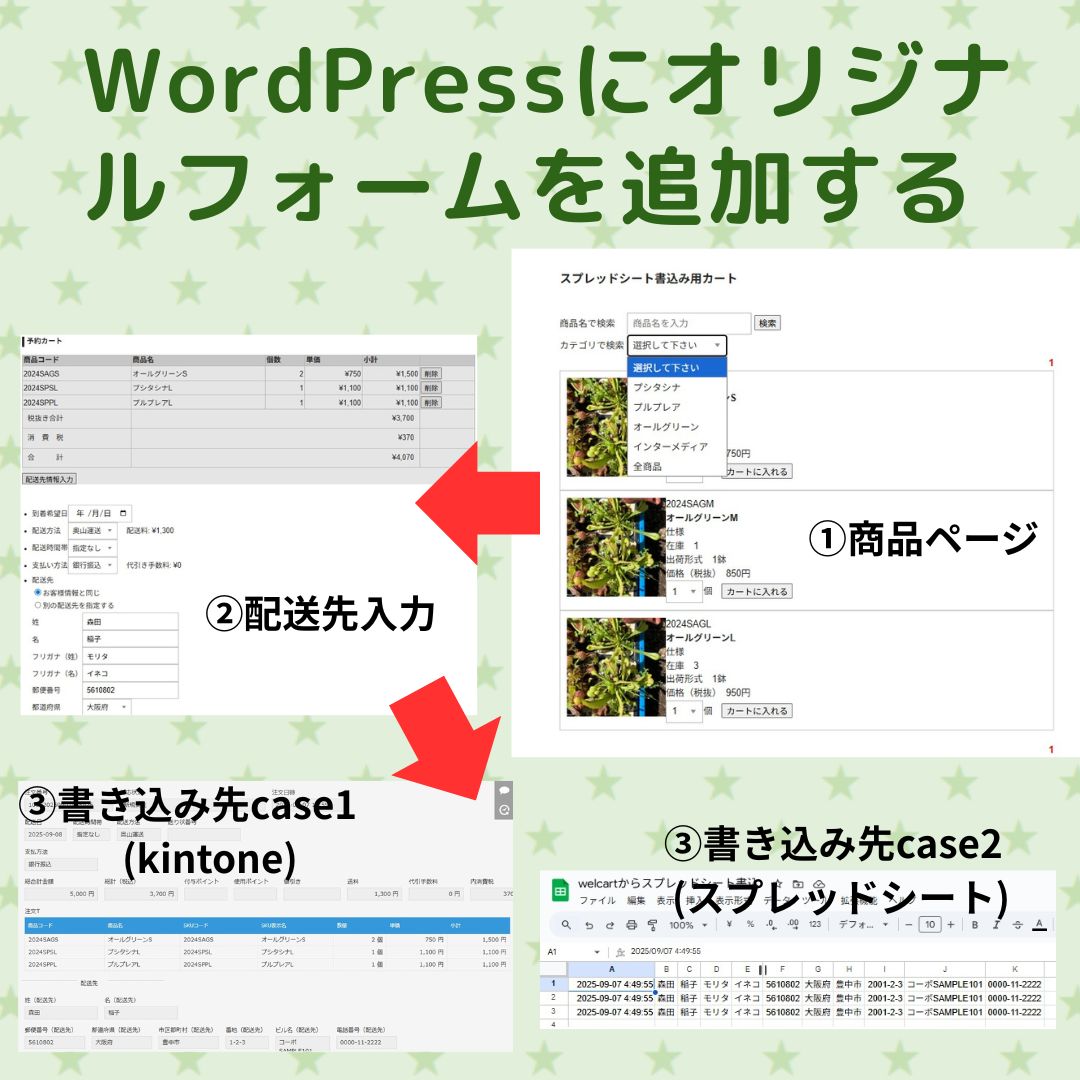 WordPressにオリジナ
ルフォームを追加する
スプレッドシート書込み用カート
商品名で検索 商品名を入力 検索
カテゴリで検索 選択して下さい
選択して下さい
プシタシナ
プルプレア
オールグリーン
インターメディア
全商品
1
S
750円
カートに入れる
2024SAGM
オールグリーンM
仕様
在庫 1
出荷形式 1鉢
価格（税抜） 850円
1 個 カートに入れる
2024SAGL
オールグリーンL
仕様
在庫 3
出荷形式 1鉢
価格（税抜） 950円
1 個 カートに入れる
1
①商品ページ
予約カート
商品コード 商品名 個数 単価 小計
2024SAGS オールグリーンS 2 ¥750 ¥1,500 削除
2024SPSL プシタシナL 1 ¥1,100 ¥1,100 削除
2024SPPL プルプレアL 1 ¥1,100 ¥1,100 削除
税抜き合計 ¥3,700
消 費 税 ¥370
合 計 ¥4,070
配送先情報入力
到着希望日 年 /月/日
配送方法 奥山運送 配送料: ¥1,300
配送時間帯 指定なし
支払い方法 銀行振込 代引き手数料: ¥0
配送先
お客様情報と同じ
別の配送先を指定する
姓 森田
名 稲子
フリガナ（姓） モリタ
フリガナ（名） イネコ
郵便番号 5610802
都道府県 大阪府
②配送先入力
③書き込み先case1
(kintone)
注文日時
2025-09-08 指定なし 奥山運送
支払方法
銀行振込
総合計金額 総計（税込） 付与ポイント 使用ポイント 値引き 送料 代引手数料 内消費税
5,000 円 3,700 円 1,300 円 0 円 370
注文T
商品コード 商品名 SKUコード SKU表示名 数量 単価 小計
2024SAGS オールグリーンS 2024SAGS オールグリーンS 2 個 750 円 1,500 円
2024SPSL プシタシナL 2024SPSL プシタシナL 1 個 1,100 円 1,100 円
2024SPPL プルプレアL 2024SPPL プルプレアL 1 個 1,100 円 1,100 円
配送先
姓（配送先） 名（配送先）
森田 稲子
郵便番号（配送先） 都道府県（配送先） 市区郡町村（配送先） 番地（配送先） ビル名（配送先） 電話番号（配送先）
5610802 大阪府 豊中市 1-2-3 コーポ 0000-11-2222
SAMPLE101
③書き込み先case2
(スプレッドシート)
welcartからスプレッドシート書込
ファイル 編集 表示 挿入 表示形式 データ ツール 拡張機能 ヘルプ
100% ¥ % .0 .00 123 デフォ... 10 B I A
A1 fx 2025/09/07 4:49:55
A B C D E F G H I J K
1 2025-09-07 4:49:55 森田 稲子 モリタ イネコ 5610802 大阪府 豊中市 2001-2-3 コーポSAMPLE101 0000-11-2222
2 2025-09-07 4:49:55 森田 稲子 モリタ イネコ 5610802 大阪府 豊中市 2001-2-3 コーポSAMPLE101 0000-11-2222
3 2025-09-07 4:49:55 森田 稲子 モリタ イネコ 5610802 大阪府 豊中市 2001-2-3 コーポSAMPLE101 0000-11-2222
4